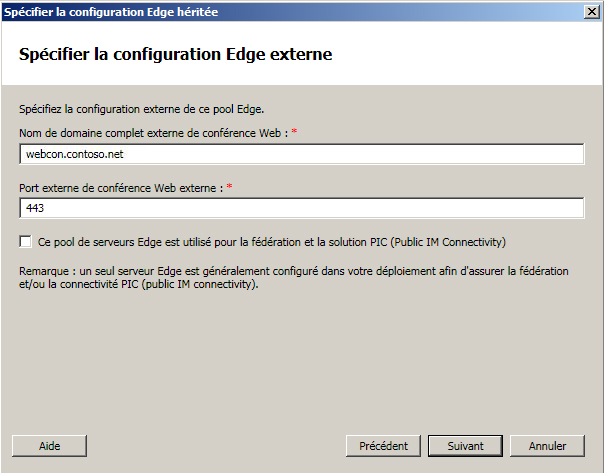 Spécifier la configuration Edge héritée
Spécifier la configuration Edge externe
Spécifiez la configuration externe de ce pool Edge.
Nom de domaine complet externe de conférence Web : *
webcon.contoso.net
Port externe de conférence Web externe : *
443
Ce pool de serveurs Edge est utilisé pour la fédération et la solution PIC (Public IM Connectivity)
Remarque : un seul serveur Edge est généralement configuré dans votre déploiement afin d'assurer la fédération
et/ou la connectivité PIC (public IM connectivity).
Aide
Précédent
Suivant
Annuler